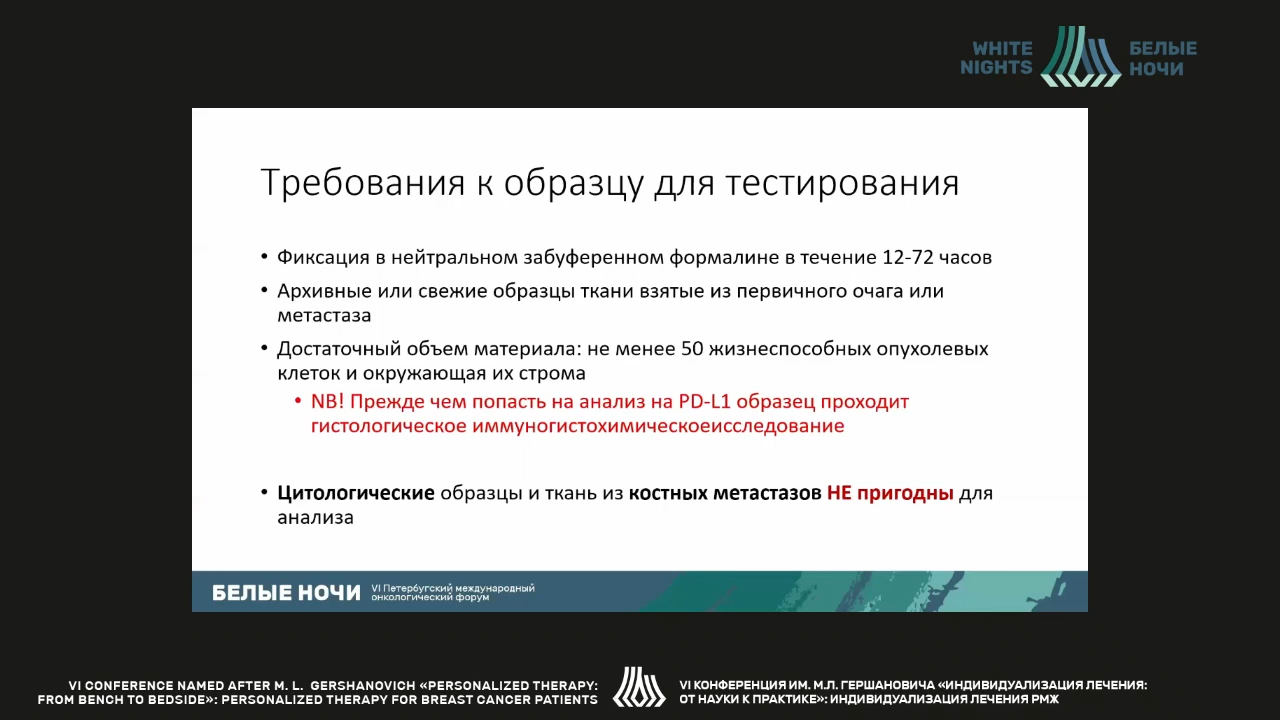 WHITE
NIGHTS
БЕЛЫЕ
НОЧИ
Требования к образцу для тестирования
• Фиксация в нейтральном забуференном формалине в течение 12-72 часов
• Архивные или свежие образцы ткани взятые из первичного очага или
метастаза
• Достаточный объем материала: не менее 50 жизнеспособных опухолевых
клеток и окружающая их строма
• NB! Прежде чем попасть на анализ на PD-L1 образец проходит
гистологическое иммуногистохимическоеисследование
• Цитологические образцы и ткань из костных метастазов НЕ пригодны для
анализа
БЕЛЫЕ НОЧИ
VI Петербугский международный
онкологический форум
VI CONFERENCE NAMED AFTER M. L. GERSHANOVICH «PERSONALIZED THERAPY:
FROM BENCH TO BEDSIDE»: PERSONALIZED THERAPY FOR BREAST CANCER PATIENTS
VI КОНФЕРЕНЦИЯ ИМ. М.Л. ГЕРШАНОВИЧА «ИНДИВИДУАЛИЗАЦИЯ ЛЕЧЕНИЯ:
ОТ НАУКИ К ПРАКТИКЕ»: ИНДИВИДУАЛИЗАЦИЯ ЛЕЧЕНИЯ РМЖ